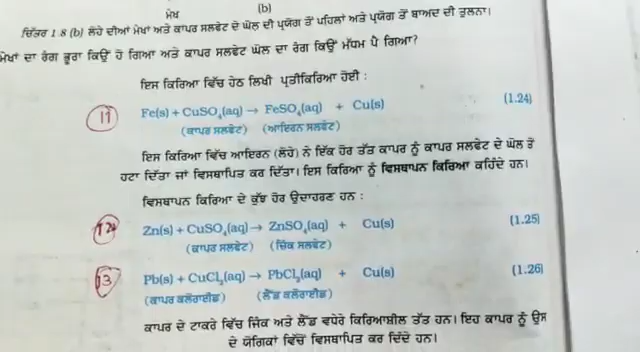 ਮੇਖ
(b)
ਚਿੱਤਰ 1.8 (b) ਲੋਹੇ ਦੀਆਂ ਮੇਖਾਂ ਅਤੇ ਕਾਪਰ ਸਲਫੇਟ ਦੇ ਘੋਲ ਦੀ ਪ੍ਰਯੋਗ ਤੋਂ ਪਹਿਲਾਂ ਅਤੇ ਪ੍ਰਯੋਗ ਤੋਂ ਬਾਅਦ ਦੀ ਤੁਲਨਾ।
ਮੇਖਾਂ ਦਾ ਰੰਗ ਭੂਰਾ ਕਿਉਂ ਹੋ ਗਿਆ ਅਤੇ ਕਾਪਰ ਸਲਫੇਟ ਘੋਲ ਦਾ ਰੰਗ ਕਿਉਂ ਮੱਧਮ ਪੈ ਗਿਆ?
ਇਸ ਕਿਰਿਆ ਵਿੱਚ ਹੇਠ ਲਿਖੀ ਪ੍ਰਤੀਕਿਰਿਆ ਹੋਈ :
11 Fe(s) + CuSO₄(aq) → FeSO₄(aq) + Cu(s) (1.24)
(ਕਾਪਰ ਸਲਫੇਟ) (ਆਇਰਨ ਸਲਫੇਟ)
ਇਸ ਕਿਰਿਆ ਵਿੱਚ ਆਇਰਨ (ਲੋਹੇ) ਨੇ ਇੱਕ ਹੋਰ ਤੱਤ ਕਾਪਰ ਨੂੰ ਕਾਪਰ ਸਲਫੇਟ ਦੇ ਘੋਲ ਤੋਂ
ਹਟਾ ਦਿੱਤਾ ਜਾਂ ਵਿਸਥਾਪਿਤ ਕਰ ਦਿੱਤਾ। ਇਸ ਕਿਰਿਆ ਨੂੰ ਵਿਸਥਾਪਨ ਕਿਰਿਆ ਕਹਿੰਦੇ ਹਨ।
ਵਿਸਥਾਪਨ ਕਿਰਿਆ ਦੇ ਕੁੱਝ ਹੋਰ ਉਦਾਹਰਣ ਹਨ :
12 Zn(s) + CuSO₄(aq) → ZnSO₄(aq) + Cu(s) (1.25)
(ਕਾਪਰ ਸਲਫੇਟ) (ਜ਼ਿੰਕ ਸਲਫੇਟ)
13 Pb(s) + CuCl₂(aq) → PbCl₂(aq) + Cu(s) (1.26)
(ਕਾਪਰ ਕਲੋਰਾਈਡ) (ਲੈੱਡ ਕਲੋਰਾਈਡ)
ਕਾਪਰ ਦੇ ਟਾਕਰੇ ਵਿੱਚ ਜਿੰਕ ਅਤੇ ਲੈੱਡ ਵਧੇਰੇ ਕਿਰਿਆਸ਼ੀਲ ਤੱਤ ਹਨ। ਇਹ ਕਾਪਰ ਨੂੰ ਉਸ
ਦੇ ਯੋਗਿਕਾਂ ਵਿੱਚੋਂ ਵਿਸਥਾਪਿਤ ਕਰ ਦਿੰਦੇ ਹਨ।